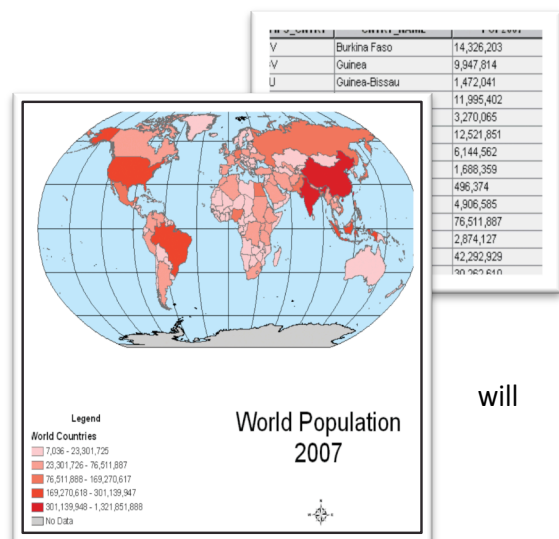 CNTRY_NAME
Burkina Faso 14,326,203
Guinea 9,947,814
Guinea-Bissau 1,472,041
11,995,402
3,270,065
12,521,851
6,144,562
1,688,359
496,374
4,906,585
76,511,887
2,874,127
42,292,929
will
World Population
2007
Legend
World Countries
7,036 - 23,301,725
23,301,726 - 76,511,887
76,511,888 - 169,270,617
169,270,618 - 301,139,947
301,139,948 - 1,321,851,888
No Data